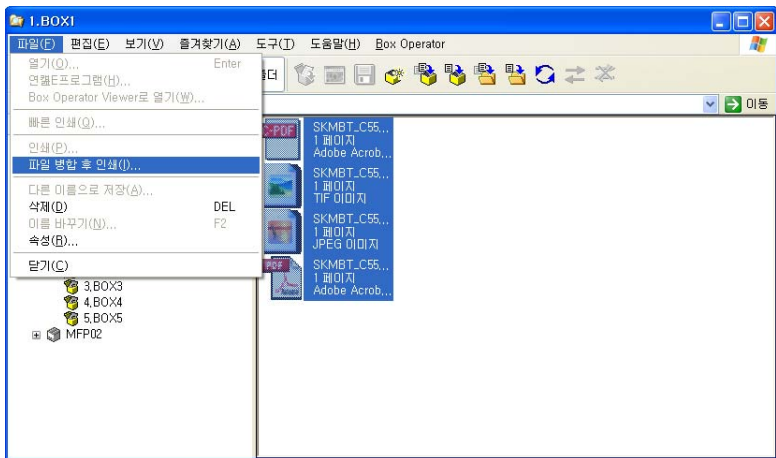 1.BOX1
파일(F) 편집(E) 보기(V) 즐겨찾기(A) 도구(T) 도움말(H) Box Operator
열기(O)... Enter
연결프로그램(H)...
Box Operator Viewer로 열기(W)...
빠른 인쇄(Q)...
인쇄(P)...
파일 병합 후 인쇄(I)...
다른 이름으로 저장(A)...
삭제(D) DEL
이름 바꾸기(N)... F2
속성(R)...
닫기(C)
3,BOX3
4,BOX4
5,BOX5
MFP02
이동
C-PDF
SKMBT_C55...
1 페이지
Adobe Acrob...
SKMBT_C55...
1 페이지
TIF 이미지
SKMBT_C55...
1 페이지
JPEG 이미지
PDF
SKMBT_C55...
1 페이지
Adobe Acrob...